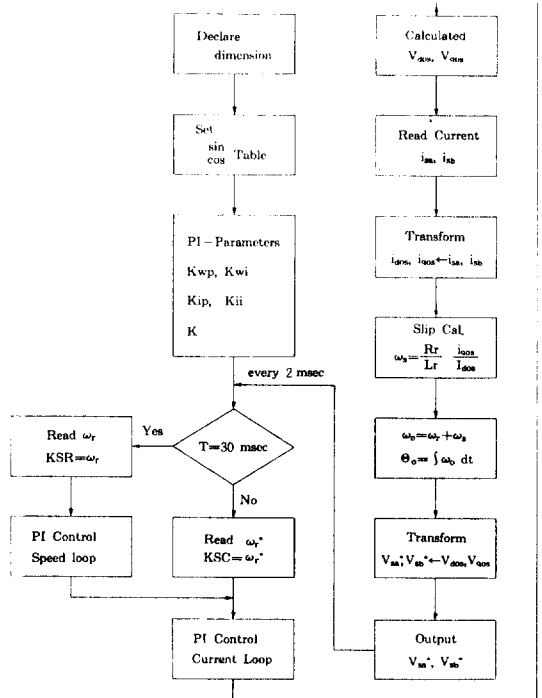 Declare
dimension
Set
sin
cos Table
PI-Parameters
Kwp, Kwi
Kip, Kii
K
every 2 msec
T=30 msec
Yes
No
Read ωr
KSR=ωr
PI Control
Speed loop
Read ωr*
KSC=ωr*
PI Control
Current Loop
Calculated
Vdos, Vqos
Read Current
isa, isb
Transform
idos, iqos←isa, isb
Slip Cal.
ωs=Rr/Lr iqos/Idos
ωo=ωr+ωs
Θo=∫ωo dt
Transform
Vsa*, Vsb*←Vdos, Vqos
Output
Vsa*, Vsb*